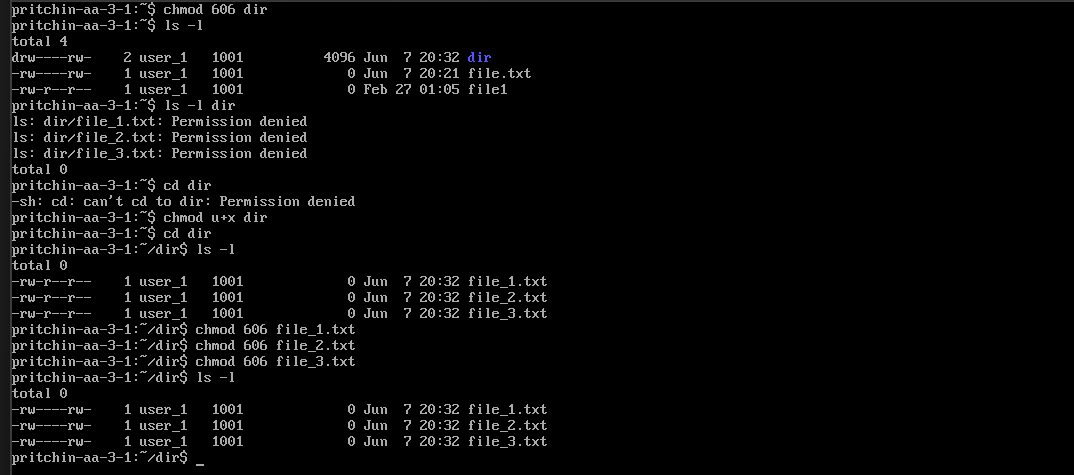 pritchin-aa-3-1:~$ chmod 606 dir
pritchin-aa-3-1:~$ ls -l
total 4
drw----rw-    2 user_1   1001          4096 Jun  7 20:32 dir
-rw----rw-    1 user_1   1001             0 Jun  7 20:21 file.txt
-rw-r--r--    1 user_1   1001             0 Feb 27 01:05 file1
pritchin-aa-3-1:~$ ls -l dir
ls: dir/file_1.txt: Permission denied
ls: dir/file_2.txt: Permission denied
ls: dir/file_3.txt: Permission denied
total 0
pritchin-aa-3-1:~$ cd dir
-sh: cd: can't cd to dir: Permission denied
pritchin-aa-3-1:~$ chmod u+x dir
pritchin-aa-3-1:~$ cd dir
pritchin-aa-3-1:~/dir$ ls -l
total 0
-rw-r--r--    1 user_1   1001             0 Jun  7 20:32 file_1.txt
-rw-r--r--    1 user_1   1001             0 Jun  7 20:32 file_2.txt
-rw-r--r--    1 user_1   1001             0 Jun  7 20:32 file_3.txt
pritchin-aa-3-1:~/dir$ chmod 606 file_1.txt
pritchin-aa-3-1:~/dir$ chmod 606 file_2.txt
pritchin-aa-3-1:~/dir$ chmod 606 file_3.txt
pritchin-aa-3-1:~/dir$ ls -l
total 0
-rw----rw-    1 user_1   1001             0 Jun  7 20:32 file_1.txt
-rw----rw-    1 user_1   1001             0 Jun  7 20:32 file_2.txt
-rw----rw-    1 user_1   1001             0 Jun  7 20:32 file_3.txt
pritchin-aa-3-1:~/dir$ _